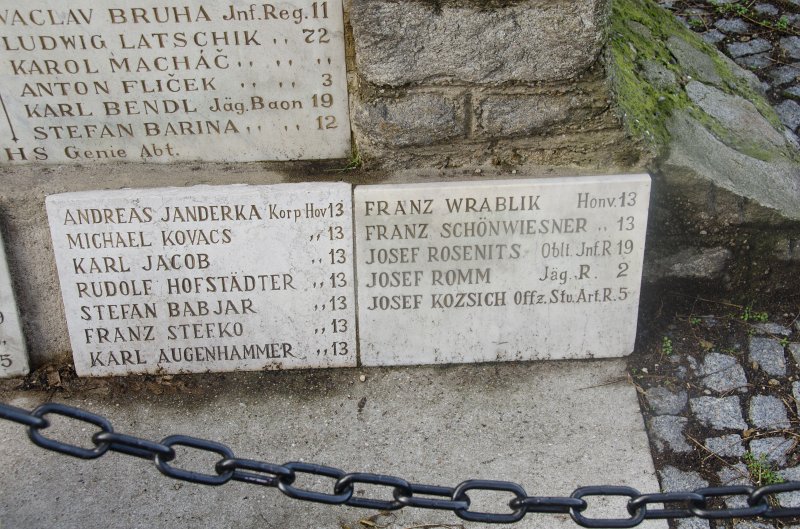 VACLAV BRUHA Jnf. Reg. 11
LUDWIG LATSCHIK ,, ,, 72
KAROL MACHÁČ ,, ,,
ANTON FLIČEK ,, ,, 3
KARL BENDL Jäg. Baon 19
STEFAN BARINA ,, ,, 12
HS Genie Abt.
5
ANDREAS JANDERKA Korp Hov 13
MICHAEL KOVACS ,, 13
KARL JACOB ,, 13
RUDOLF HOFSTÄDTER ,, 13
STEFAN BABJAR ,, 13
FRANZ STEFKO ,, 13
KARL AUGENHAMMER ,, 13
FRANZ WRABLIK Honv. 13
FRANZ SCHÖNWIESNER ,, 13
JOSEF ROSENITS Oblt. Jnf. R 19
JOSEF ROMM Jäg. R. 2
JOSEF KOZSICH Offz. Stv. Art. R. 5